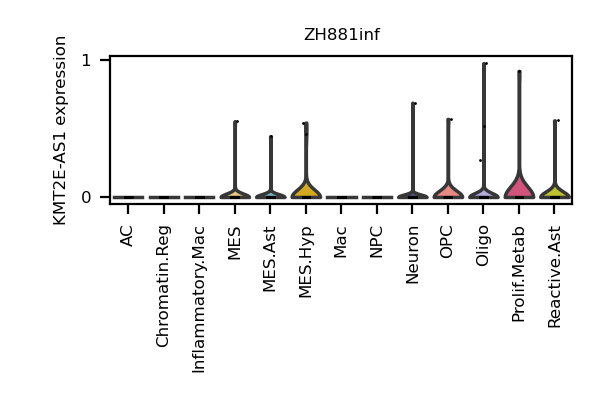 ZH881inf
KMT2E-AS1 expression
1
0
AC
Chromatin.Reg
Inflammatory.Mac
MES
MES.Ast
MES.Hyp
Mac
NPC
Neuron
OPC
Oligo
Prolif.Metab
Reactive.Ast